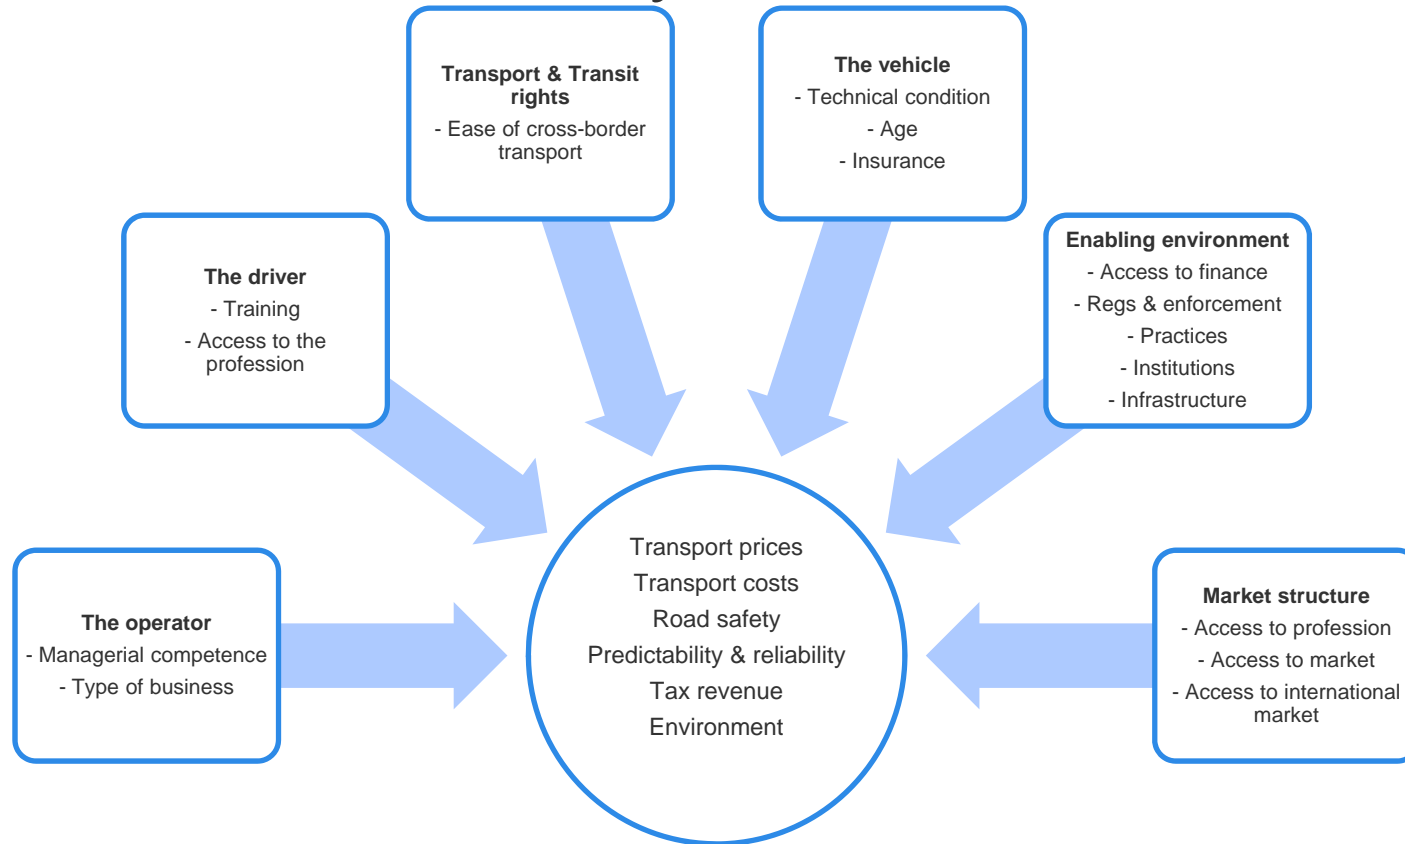 Transport & Transit
rights
- Ease of cross-border
transport
The vehicle
- Technical condition
- Age
- Insurance
The driver
- Training
- Access to the
profession
Enabling environment
- Access to finance
- Regs & enforcement
- Practices
- Institutions
- Infrastructure
The operator
- Managerial competence
- Type of business
Transport prices
Transport costs
Road safety
Predictability & reliability
Tax revenue
Environment
Market structure
- Access to profession
- Access to market
- Access to international
market